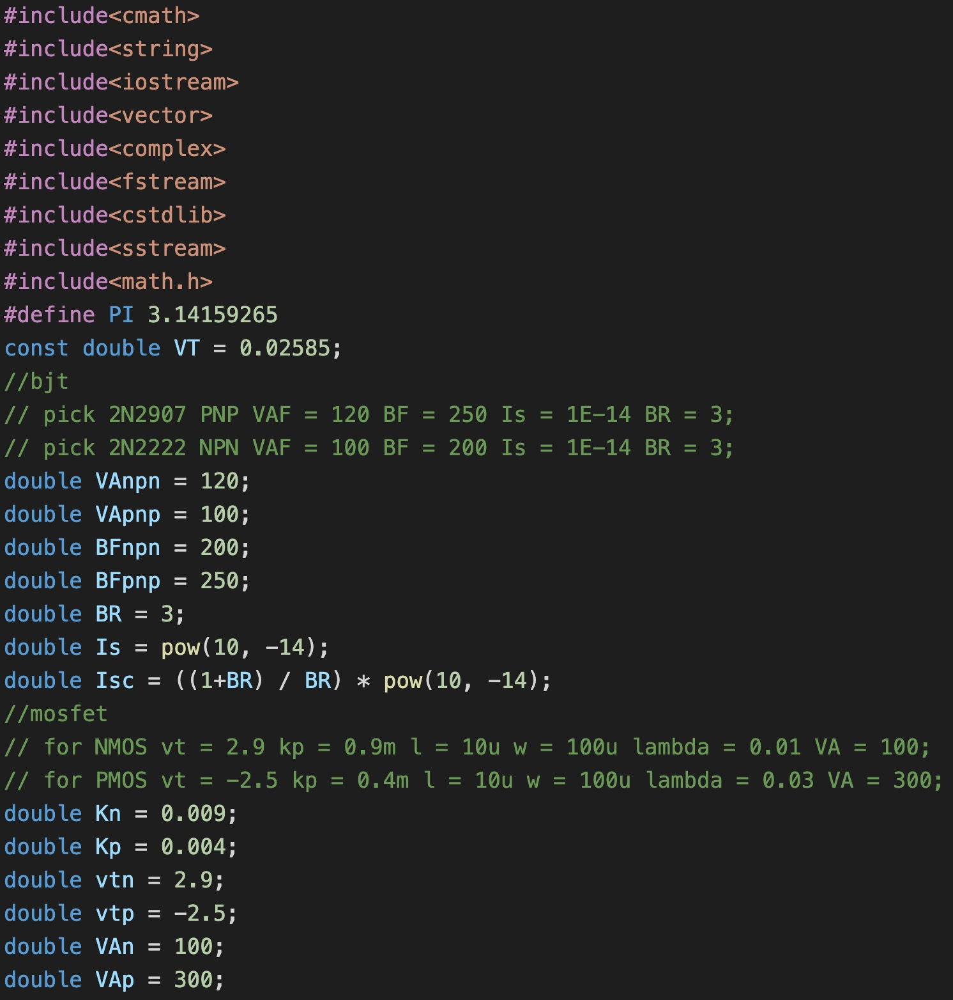 #include<cmath>
#include<string>
#include<iostream>
#include<vector>
#include<complex>
#include<fstream>
#include<cstdlib>
#include<sstream>
#include<math.h>
#define PI 3.14159265
const double VT = 0.02585;
//bjt
// pick 2N2907 PNP VAF = 120 BF = 250 Is = 1E-14 BR = 3;
// pick 2N2222 NPN VAF = 100 BF = 200 Is = 1E-14 BR = 3;
double VAnpn = 120;
double VApnp = 100;
double BFnpn = 200;
double BFpnp = 250;
double BR = 3;
double Is = pow(10, -14);
double Isc = ((1+BR) / BR) * pow(10, -14);
//mosfet
// for NMOS vt = 2.9 kp = 0.9m l = 10u w = 100u lambda = 0.01 VA = 100;
// for PMOS vt = -2.5 kp = 0.4m l = 10u w = 100u lambda = 0.03 VA = 300;
double Kn = 0.009;
double Kp = 0.004;
double vtn = 2.9;
double vtp = -2.5;
double VAn = 100;
double VAp = 300;